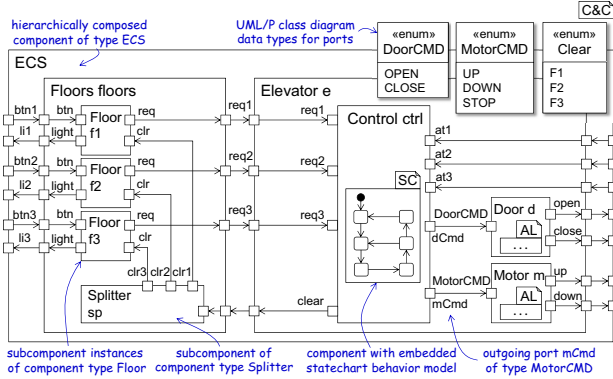 C&C
hierarchically composed
component of type ECS
UML/P class diagram
data types for ports
«enum»
DoorCMD
OPEN
CLOSE
«enum»
MotorCMD
UP
DOWN
STOP
«enum»
Clear
F1
F2
F3
ECS
Floors floors
Elevator e
btn1
btn
Floor
f1
req
req1
req1
li1
light
clr
Control ctrl
at1
btn2
btn
Floor
f2
req
req2
req2
at2
li2
light
clr
at3
SC
btn3
btn
Floor
f3
req
req3
req3
li3
light
clr
DoorCMD
dCmd
Door d
AL
...
open
close
clr3
clr2
clr1
Splitter
sp
clear
MotorCMD
mCmd
Motor m
AL
...
up
down
subcomponent instances
of component type Floor
subcomponent of
component type Splitter
component with embedded
statechart behavior model
outgoing port mCmd
of type MotorCMD